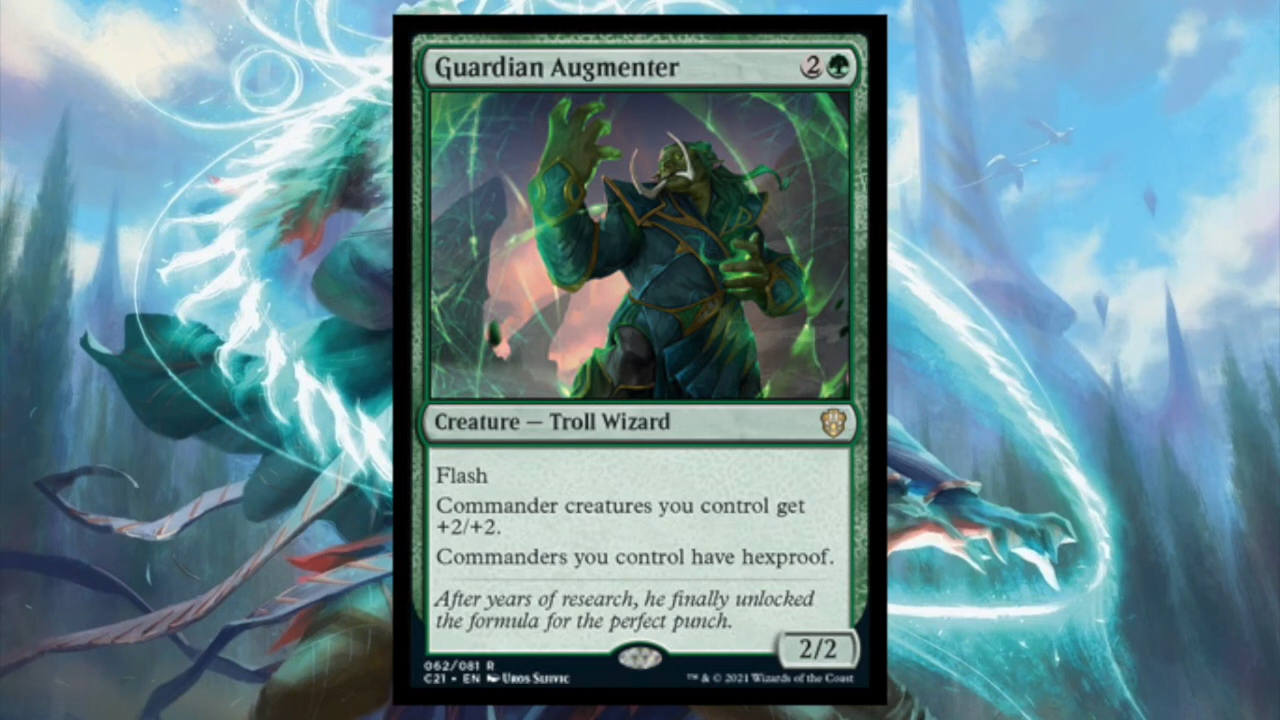 Guardian Augmenter 2
Creature — Troll Wizard
Flash
Commander creatures you control get
+2/+2.
Commanders you control have hexproof.
After years of research, he finally unlocked
the formula for the perfect punch.
2/2
062/081 R
C21 • EN Uros Sljivic
™ & © 2021 Wizards of the Coast